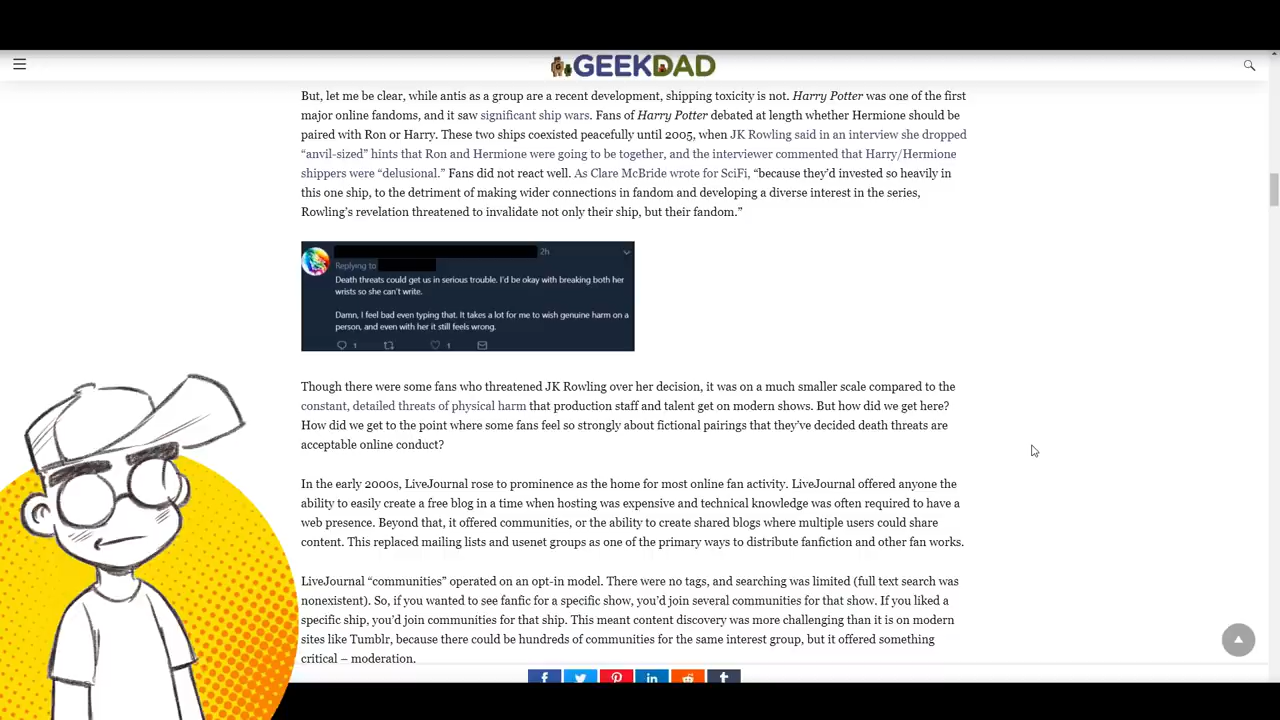 GEEKDAD
But, let me be clear, while antis as a group are a recent development, shipping toxicity is not. Harry Potter was one of the first
major online fandoms, and it saw significant ship wars. Fans of Harry Potter debated at length whether Hermione should be
paired with Ron or Harry. These two ships coexisted peacefully until 2005, when JK Rowling said in an interview she dropped
“anvil-sized” hints that Ron and Hermione were going to be together, and the interviewer commented that Harry/Hermione
shippers were “delusional.” Fans did not react well. As Clare McBride wrote for SciFi, “because they’d invested so heavily in
this one ship, to the detriment of making wider connections in fandom and developing a diverse interest in the series,
Rowling’s revelation threatened to invalidate not only their ship, but their fandom.”
2h
Replying to
Death threats could get us in serious trouble. I'd be okay with breaking both her
wrists so she can't write.
Damn, I feel bad even typing that. It takes a lot for me to wish genuine harm on a
person, and even with her it still feels wrong.
1 1
Though there were some fans who threatened JK Rowling over her decision, it was on a much smaller scale compared to the
constant, detailed threats of physical harm that production staff and talent get on modern shows. But how did we get here?
How did we get to the point where some fans feel so strongly about fictional pairings that they’ve decided death threats are
acceptable online conduct?
In the early 2000s, LiveJournal rose to prominence as the home for most online fan activity. LiveJournal offered anyone the
ability to easily create a free blog in a time when hosting was expensive and technical knowledge was often required to have a
web presence. Beyond that, it offered communities, or the ability to create shared blogs where multiple users could share
content. This replaced mailing lists and usenet groups as one of the primary ways to distribute fanfiction and other fan works.
LiveJournal “communities” operated on an opt-in model. There were no tags, and searching was limited (full text search was
nonexistent). So, if you wanted to see fanfic for a specific show, you’d join several communities for that show. If you liked a
specific ship, you’d join communities for that ship. This meant content discovery was more challenging than it is on modern
sites like Tumblr, because there could be hundreds of communities for the same interest group, but it offered something
critical – moderation.